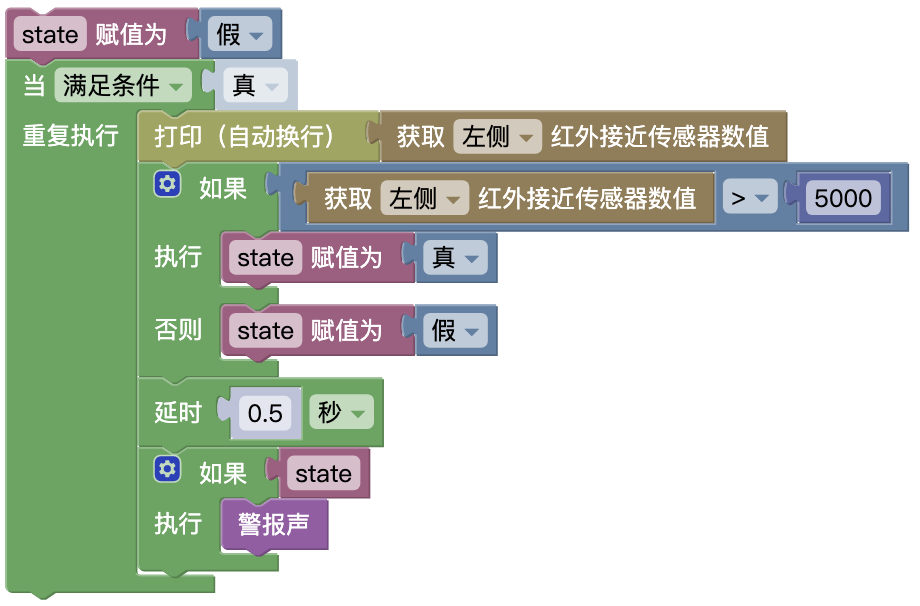 state 赋值为 假
当 满足条件 真
重复执行 打印（自动换行） 获取 左侧 红外接近传感器数值
如果 获取 左侧 红外接近传感器数值 > 5000
执行 state 赋值为 真
否则 state 赋值为 假
延时 0.5 秒
如果 state
执行 警报声